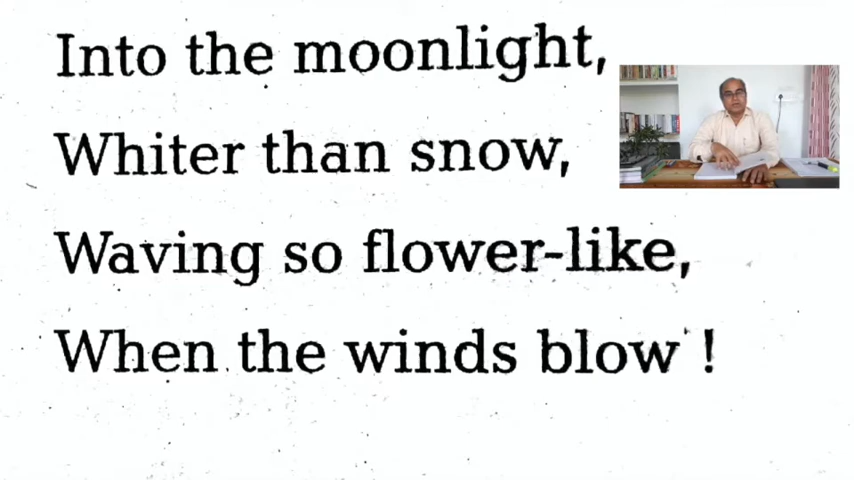 Into the moonlight,
Whiter than snow,
Waving so flower-like,
When the winds blow !